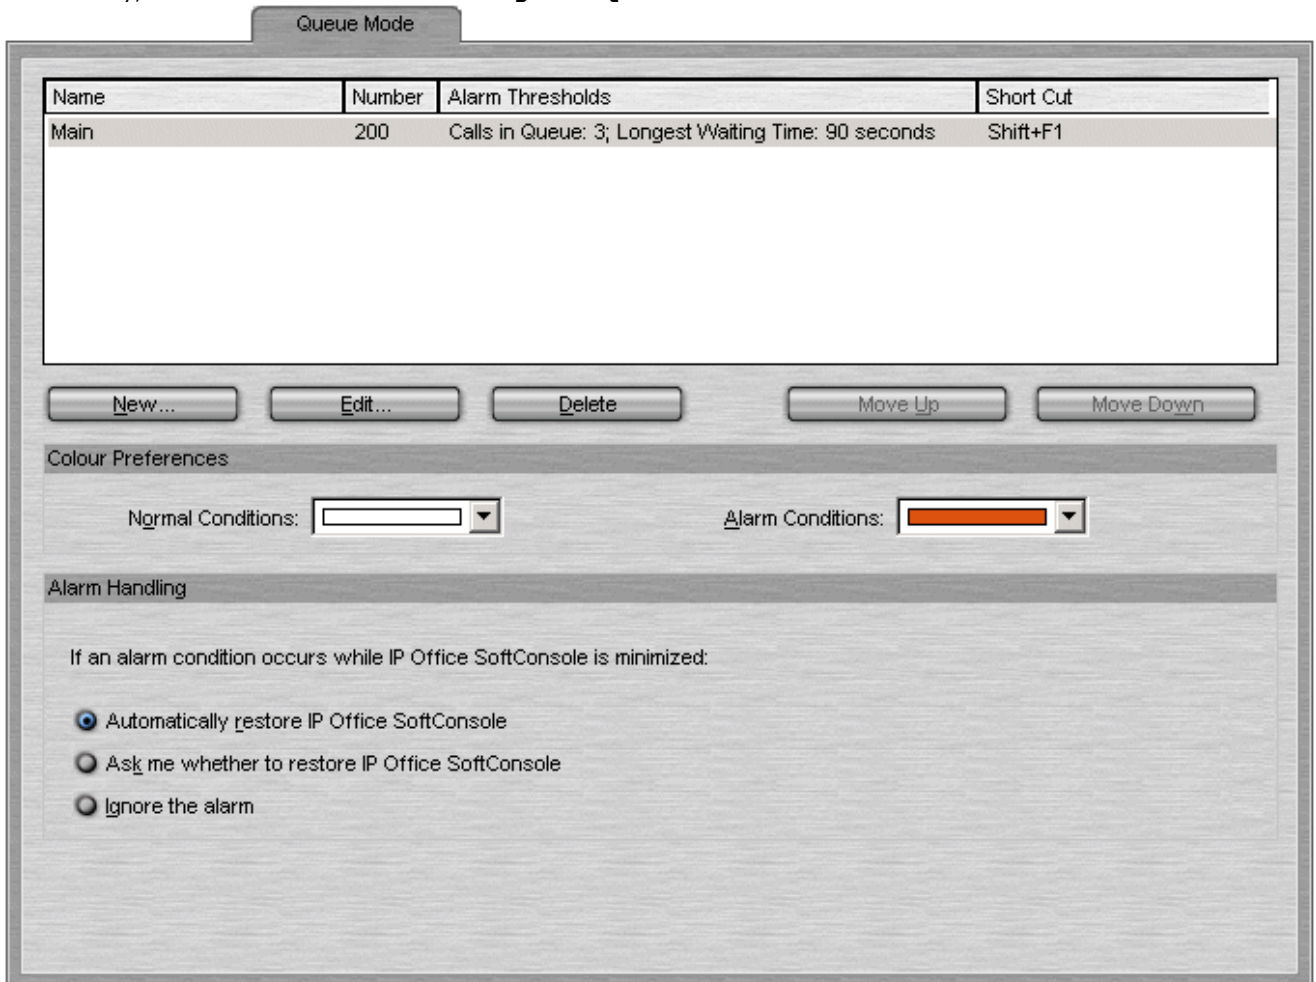 Queue Mode
Name Number Alarm Thresholds Short Cut
Main 200 Calls in Queue: 3; Longest Waiting Time: 90 seconds Shift+F1
New... Edit... Delete Move Up Move Down
Colour Preferences
Normal Conditions: Alarm Conditions:
Alarm Handling
If an alarm condition occurs while IP Office SoftConsole is minimized:
Automatically restore IP Office SoftConsole
Ask me whether to restore IP Office SoftConsole
Ignore the alarm